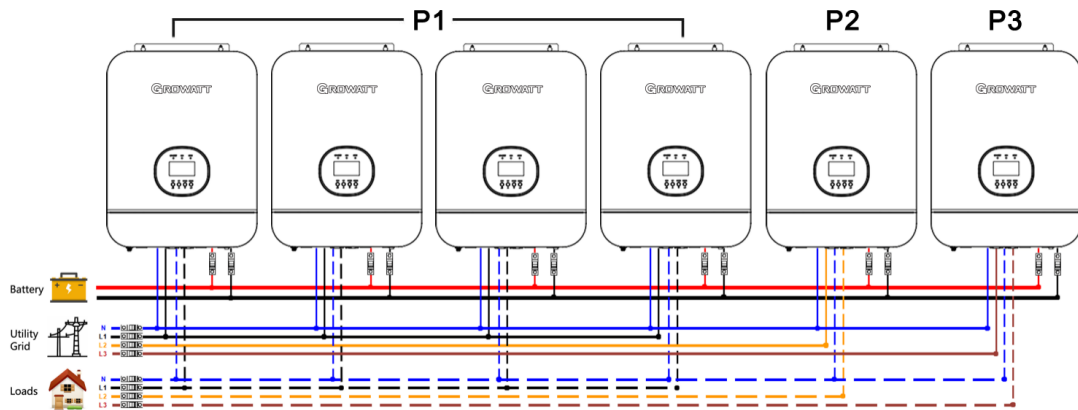 P1 P2 P3
GROWATT GROWATT GROWATT GROWATT GROWATT GROWATT
Battery
Utility
Grid
N
L1
L2
L3
Loads
N
L1
L2
L3